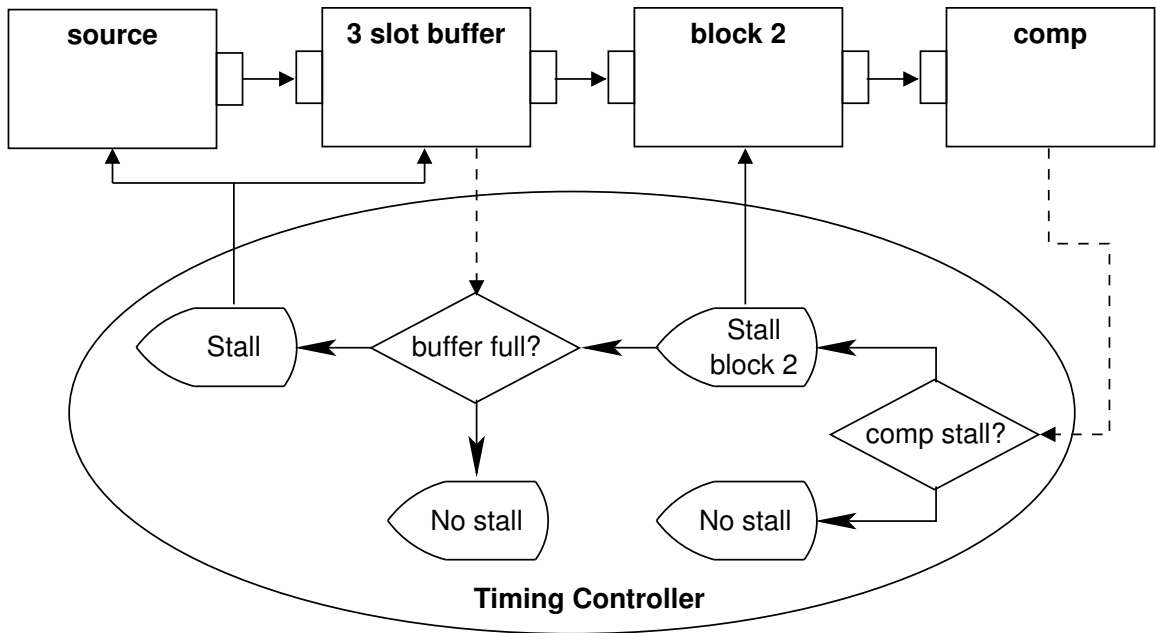 source
3 slot buffer
block 2
comp
Stall
buffer full?
Stall
block 2
comp stall?
No stall
No stall
Timing Controller